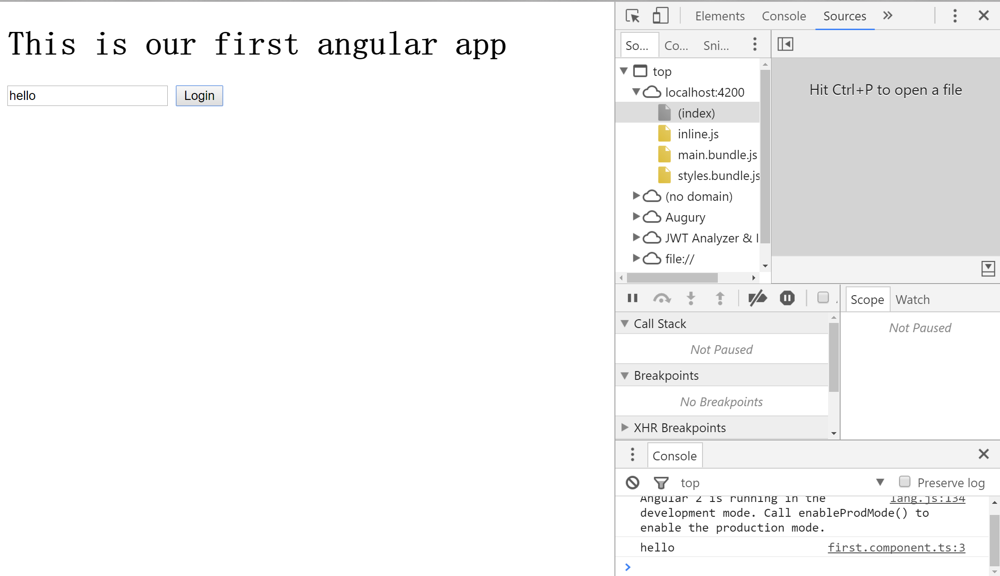 This is our first angular app
hello
Login
Elements
Console
Sources
So...
Co...
Sni...
top
localhost:4200
(index)
inline.js
main.bundle.js
styles.bundle.js
(no domain)
Augury
JWT Analyzer & I
file://
Hit Ctrl+P to open a file
Scope
Watch
Call Stack
Not Paused
Not Paused
Breakpoints
No Breakpoints
XHR Breakpoints
Console
top
Preserve log
Angular 2 is running in the lang.js:134
development mode. Call enableProdMode() to
enable the production mode.
hello first.component.ts:3